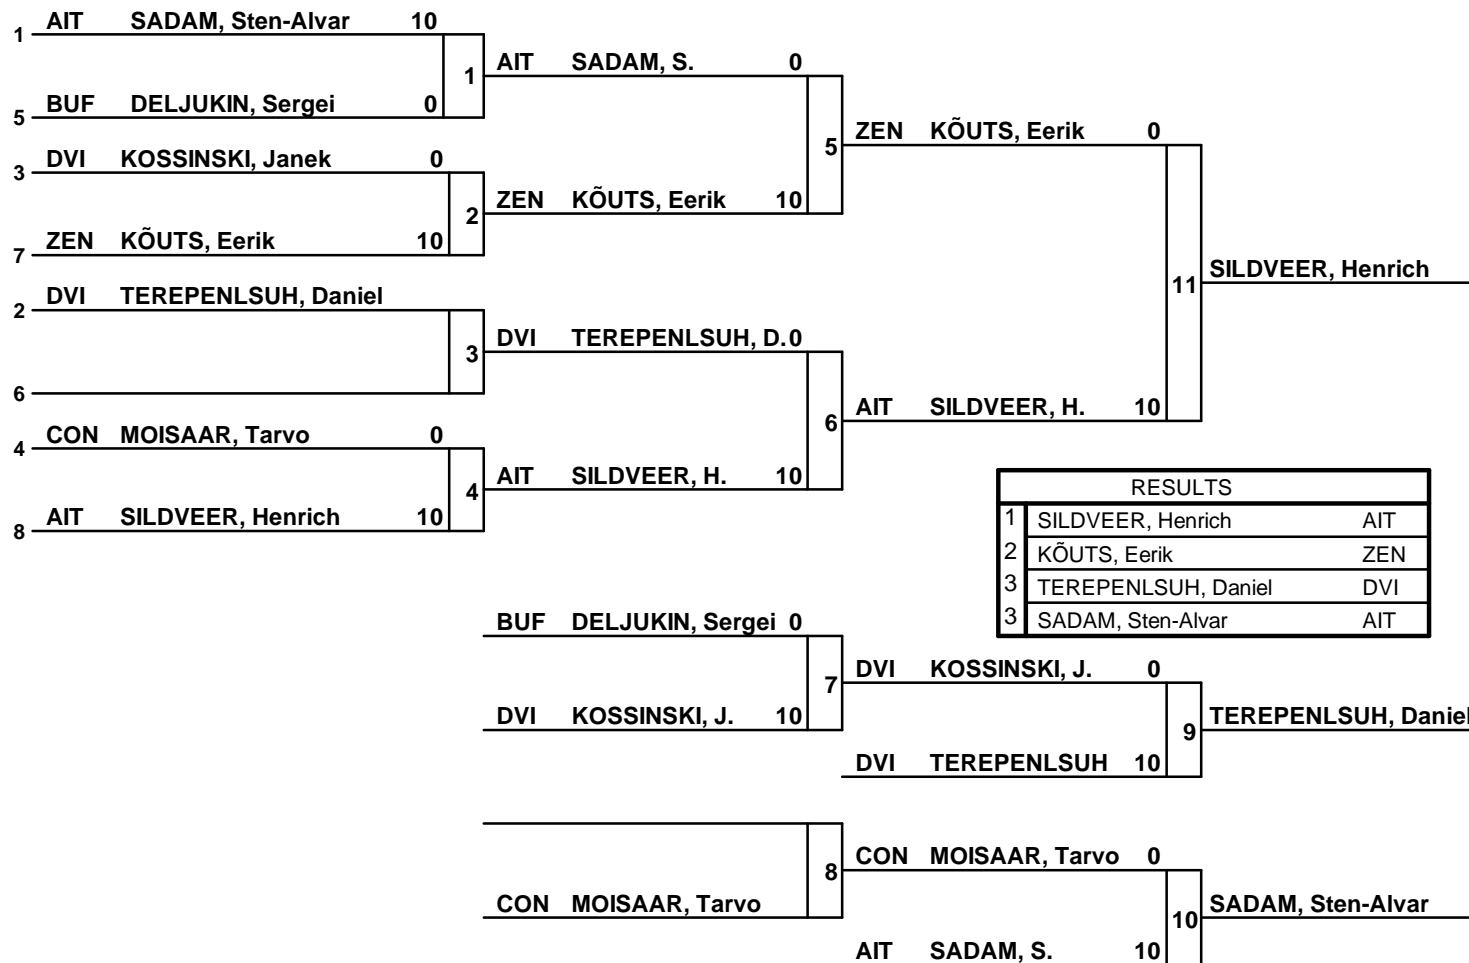 1 AIT SADAM, Sten-Alvar 10
1 AIT SADAM, S. 0
5 BUF DELJUKIN, Sergei 0
5 ZEN KÕUTS, Eerik 0
3 DVI KOSSINSKI, Janek 0
2 ZEN KÕUTS, Eerik 10
7 ZEN KÕUTS, Eerik 10
11 SILDVEER, Henrich
2 DVI TEREPENLSUH, Daniel
3 DVI TEREPENLSUH, D. 0
6
6 AIT SILDVEER, H. 10
4 CON MOISAAR, Tarvo 0
4 AIT SILDVEER, H. 10
8 AIT SILDVEER, Henrich 10
RESULTS
1 SILDVEER, Henrich AIT
2 KÕUTS, Eerik ZEN
3 TEREPENLSUH, Daniel DVI
3 SADAM, Sten-Alvar AIT
BUF DELJUKIN, Sergei 0
7 DVI KOSSINSKI, J. 0
DVI KOSSINSKI, J. 10
9 TEREPENLSUH, Daniel
DVI TEREPENLSUH 10
8 CON MOISAAR, Tarvo 0
CON MOISAAR, Tarvo
10 SADAM, Sten-Alvar
AIT SADAM, S. 10